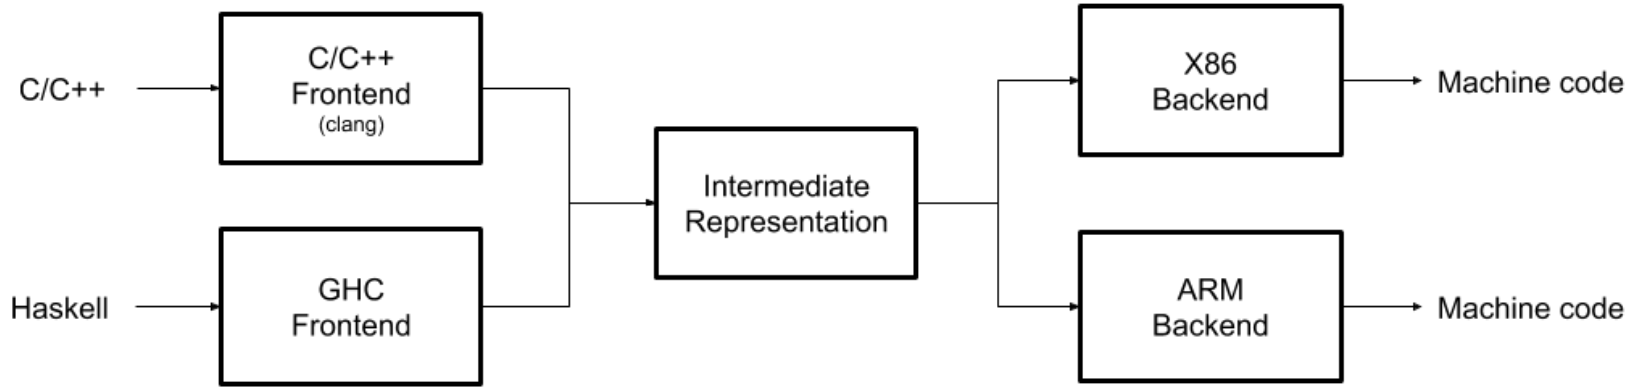 C/C++
C/C++
Frontend
(clang)
Haskell
GHC
Frontend
Intermediate
Representation
X86
Backend
Machine code
ARM
Backend
Machine code